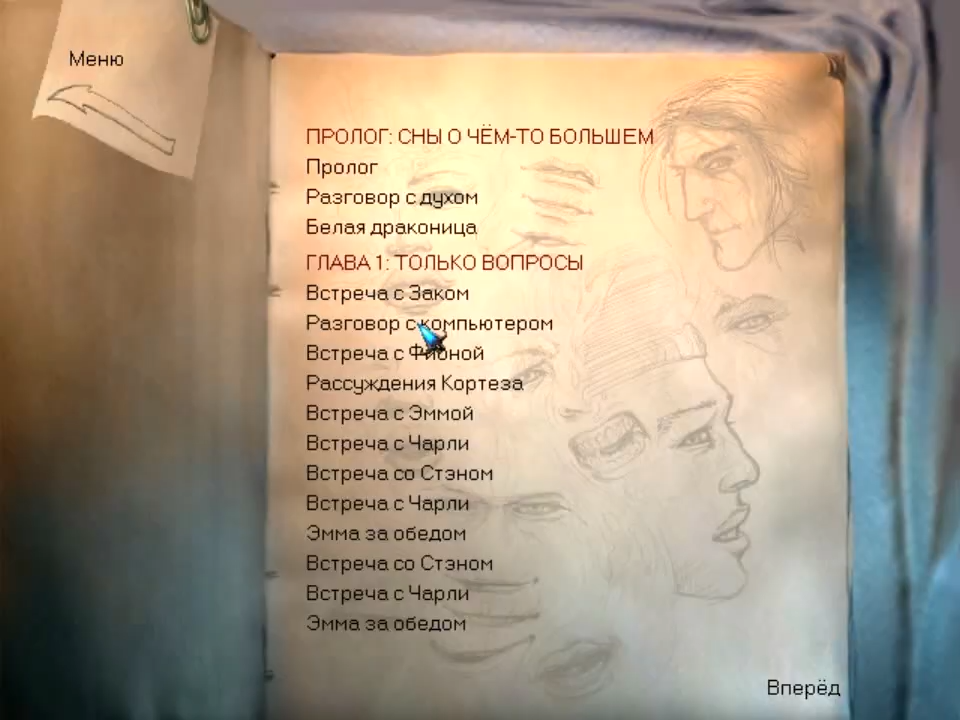 Меню
ПРОЛОГ: СНЫ О ЧЁМ-ТО БОЛЬШЕМ
Пролог
Разговор с духом
Белая драконица
ГЛАВА 1: ТОЛЬКО ВОПРОСЫ
Встреча с Заком
Разговор с компьютером
Встреча с Фионой
Рассуждения Кортеза
Встреча с Эммой
Встреча с Чарли
Встреча со Стэном
Встреча с Чарли
Эмма за обедом
Встреча со Стэном
Встреча с Чарли
Эмма за обедом
Вперёд